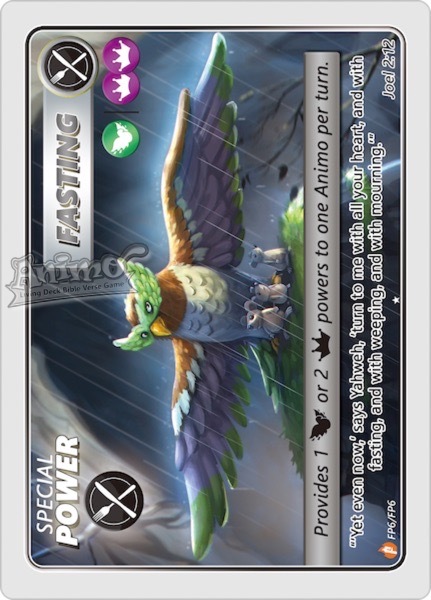 SPECIAL
POWER
FASTING
Animos
Living Deck Bible Verse Game
Provides 1 or 2 powers to one Animo per turn.
"'Yet even now,' says Yahweh, 'turn to me with all your heart, and with
fasting, and with weeping, and with mourning.'"
Joel 2:12
FP6/FP6